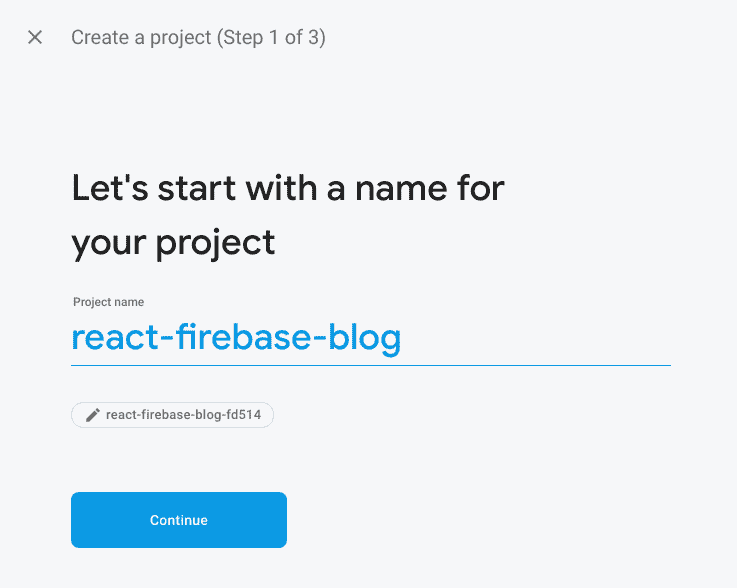 Create a project (Step 1 of 3)
Let's start with a name for
your project
Project name
react-firebase-blog
react-firebase-blog-fd514
Continue